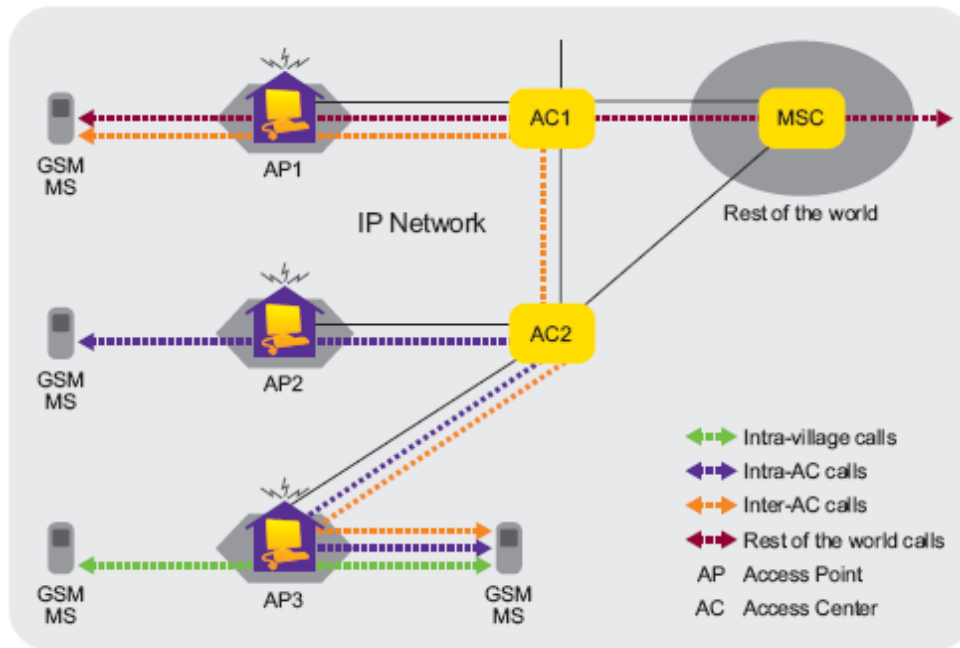 AC1
MSC
GSM
MS
AP1
Rest of the world
IP Network
AC2
GSM
MS
AP2
Intra-village calls
Intra-AC calls
Inter-AC calls
Rest of the world calls
AP Access Point
AC Access Center
GSM
MS
AP3
GSM
MS